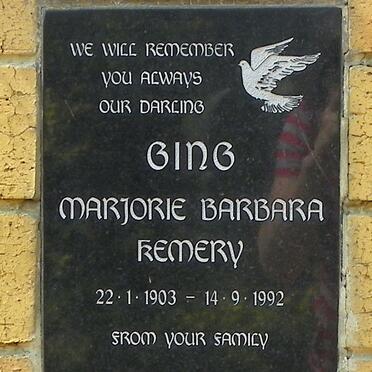 WE WILL REMEMBER
YOU ALWAYS
OUR DARLING
GING
MARJORIE BARBARA
KEMERY
22·1·1903 – 14·9·1992
FROM YOUR FAMILY